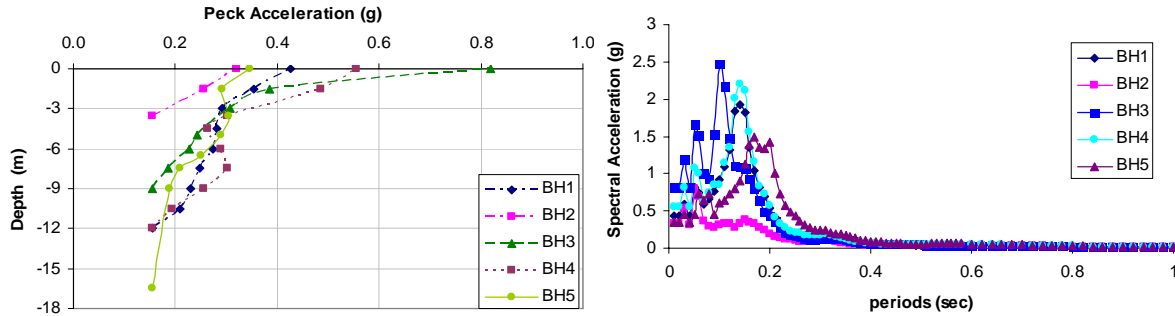 Peck Acceleration (g)
0.0 0.2 0.4 0.6 0.8 1.0
0
-3
-6
-9
-12
-15
-18
Depth (m)
BH1
BH2
BH3
BH4
BH5
3
2.5
2
1.5
1
0.5
0
Spectral Acceleration (g)
0 0.2 0.4 0.6 0.8 1
periods (sec)
BH1
BH2
BH3
BH4
BH5